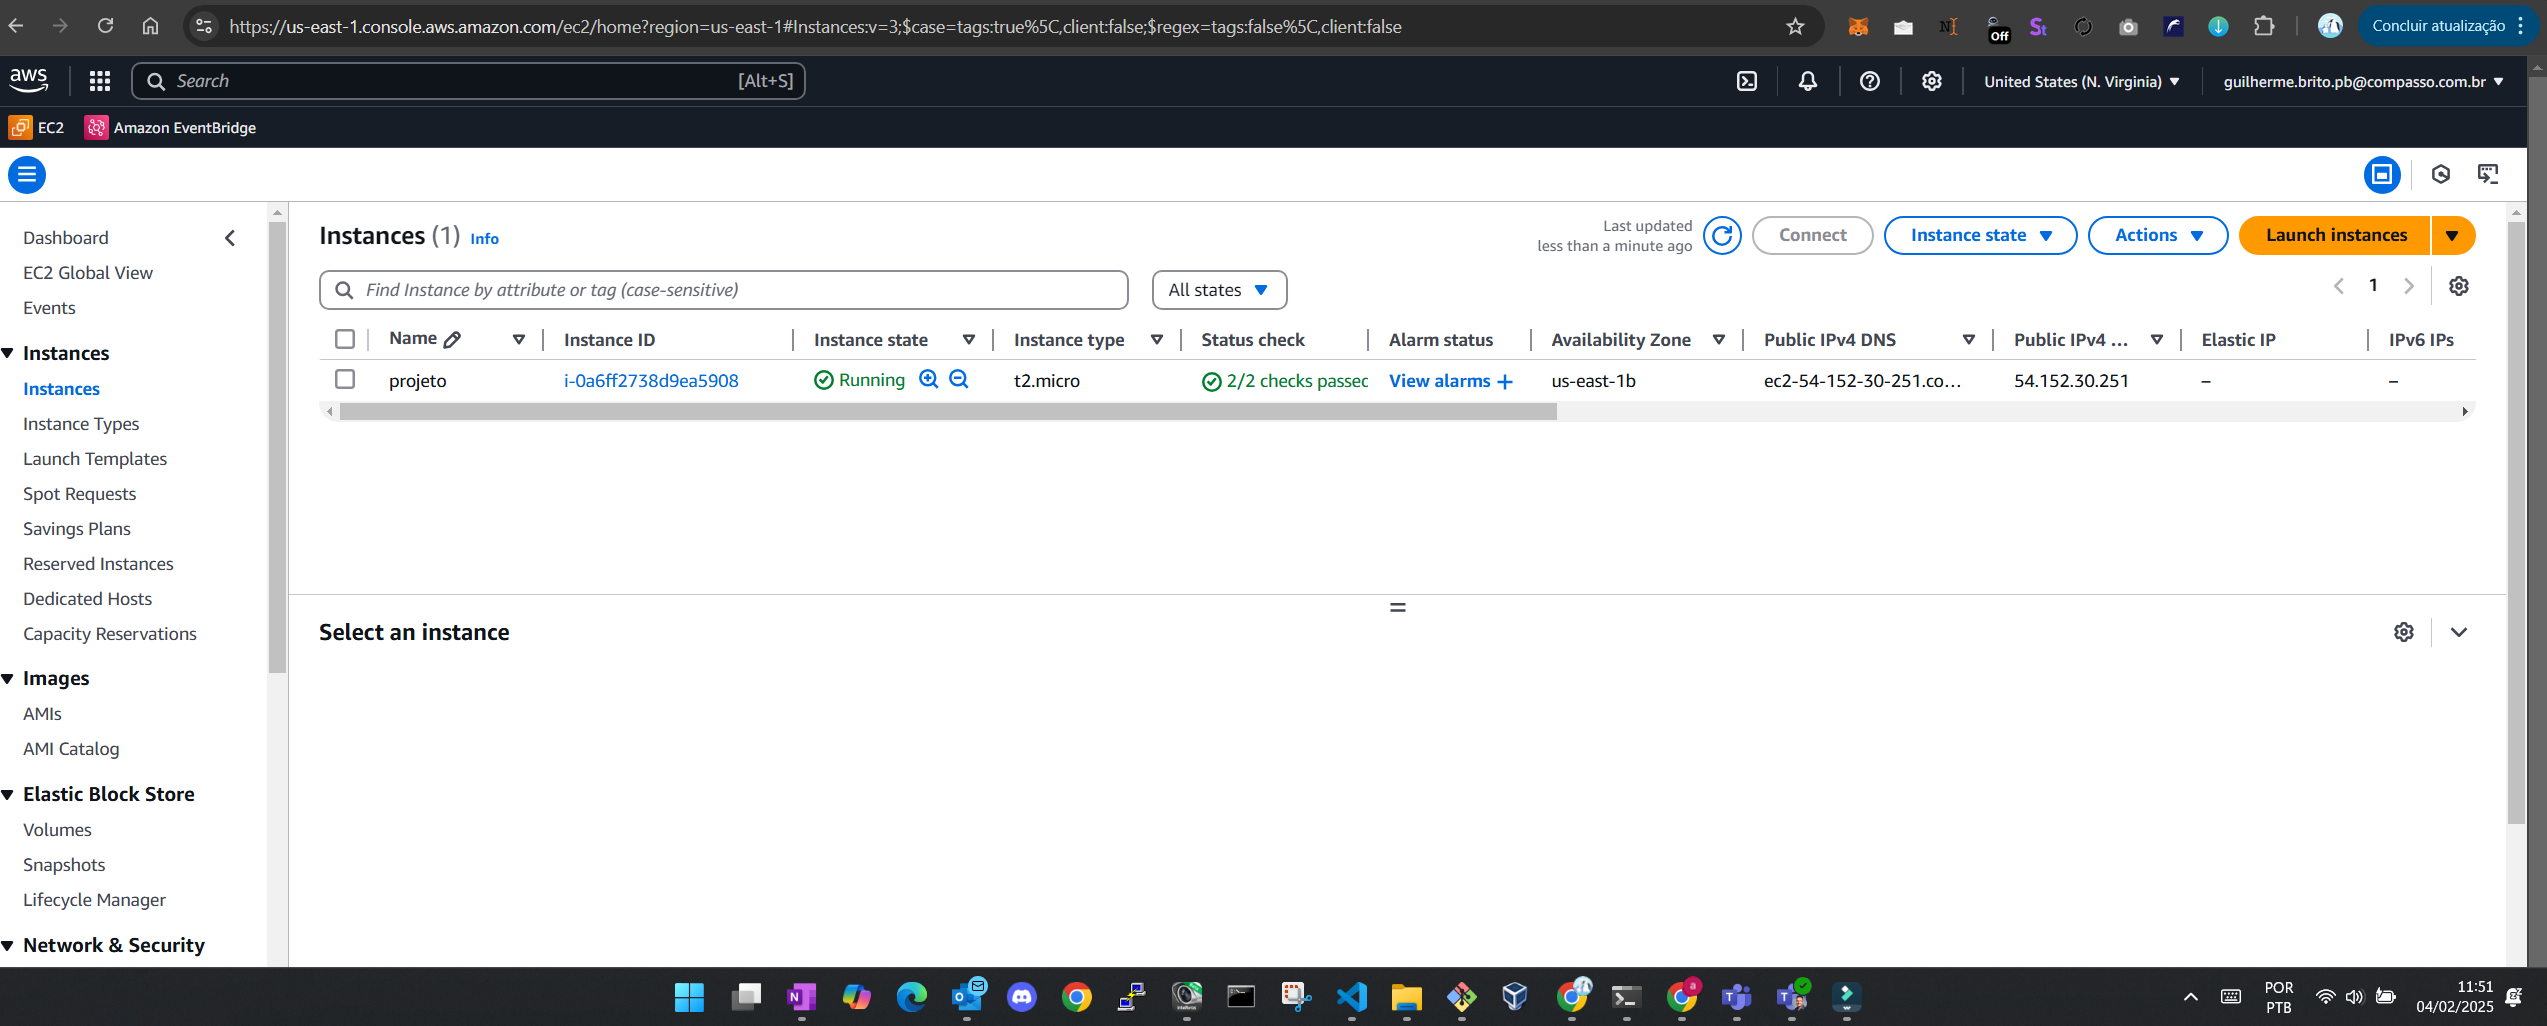 https://us-east-1.console.aws.amazon.com/ec2/home?region=us-east-1#Instances:v=3;$case=tags:true%5C,client:false;$regex=tags:false%5C,client:false
Off
Concluir atualização
aws
Search
[Alt+S]
United States (N. Virginia)
guilherme.brito.pb@compasso.com.br
EC2
Amazon EventBridge
Dashboard
EC2 Global View
Events
Instances
Instances
Instance Types
Launch Templates
Spot Requests
Savings Plans
Reserved Instances
Dedicated Hosts
Capacity Reservations
Images
AMIs
AMI Catalog
Elastic Block Store
Volumes
Snapshots
Lifecycle Manager
Network & Security
Instances (1) Info
Last updated
less than a minute ago
Connect
Instance state
Actions
Launch instances
Find Instance by attribute or tag (case-sensitive)
All states
1
Name Instance ID Instance state Instance type Status check Alarm status Availability Zone Public IPv4 DNS Public IPv4 ... Elastic IP IPv6 IPs
projeto i-0a6ff2738d9ea5908 Running t2.micro 2/2 checks passed View alarms + us-east-1b ec2-54-152-30-251.co... 54.152.30.251 – –
Select an instance
POR
PTB
11:51
04/02/2025